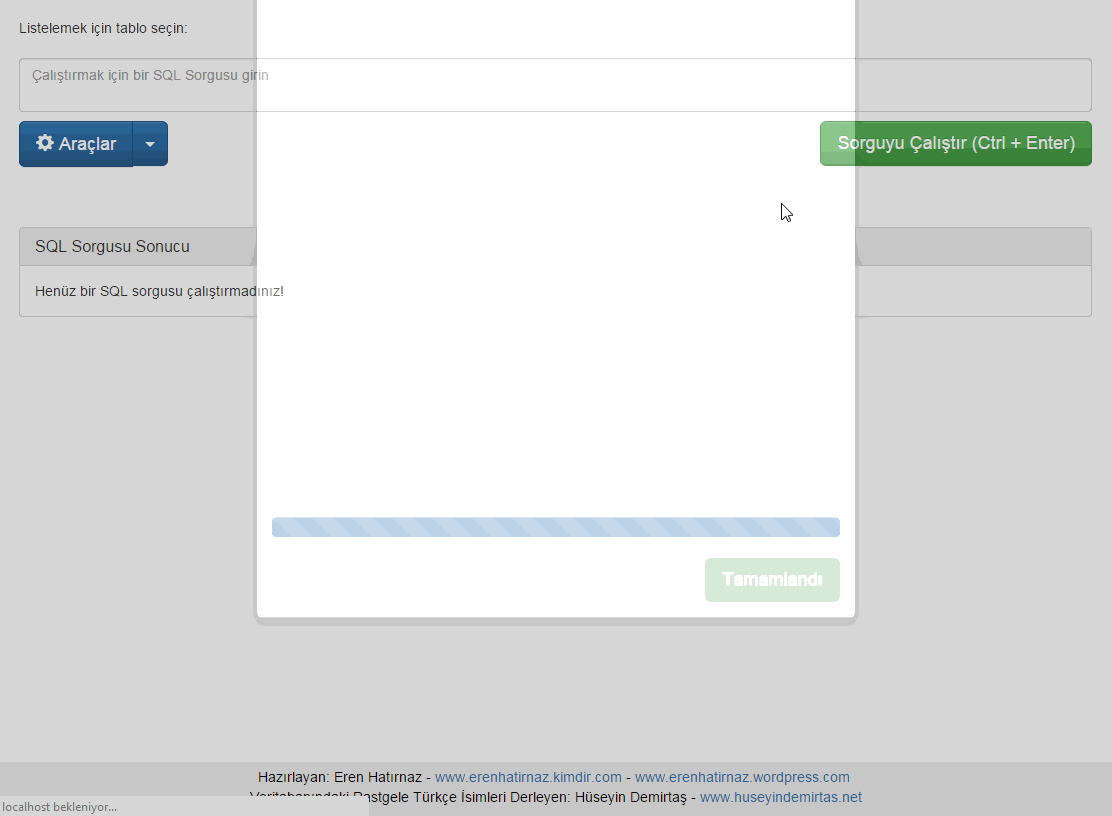 Listelemek için tablo seçin:
Çalıştırmak için bir SQL Sorgusu girin
Araçlar
Sorguyu Çalıştır (Ctrl + Enter)
SQL Sorgusu Sonucu
Henüz bir SQL sorgusu çalıştırmadınız!
Tamamlandı
Hazırlayan: Eren Hatırnaz - www.erenhatirnaz.kimdir.com - www.erenhatirnaz.wordpress.com
Veritabanındaki Rastgele Türkçe İsimleri Derleyen: Hüseyin Demirtaş - www.huseyindemirtas.net
localhost bekleniyor...